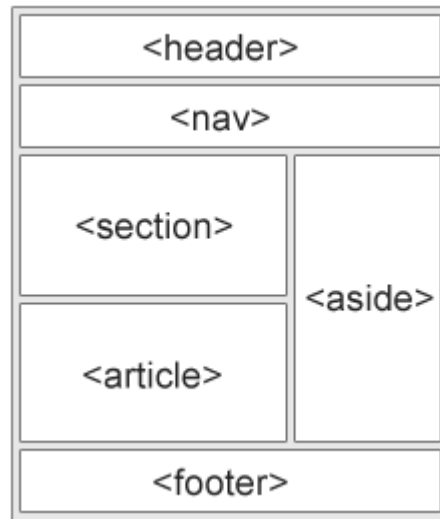 <header>
<nav>
<section>
<aside>
<article>
<footer>